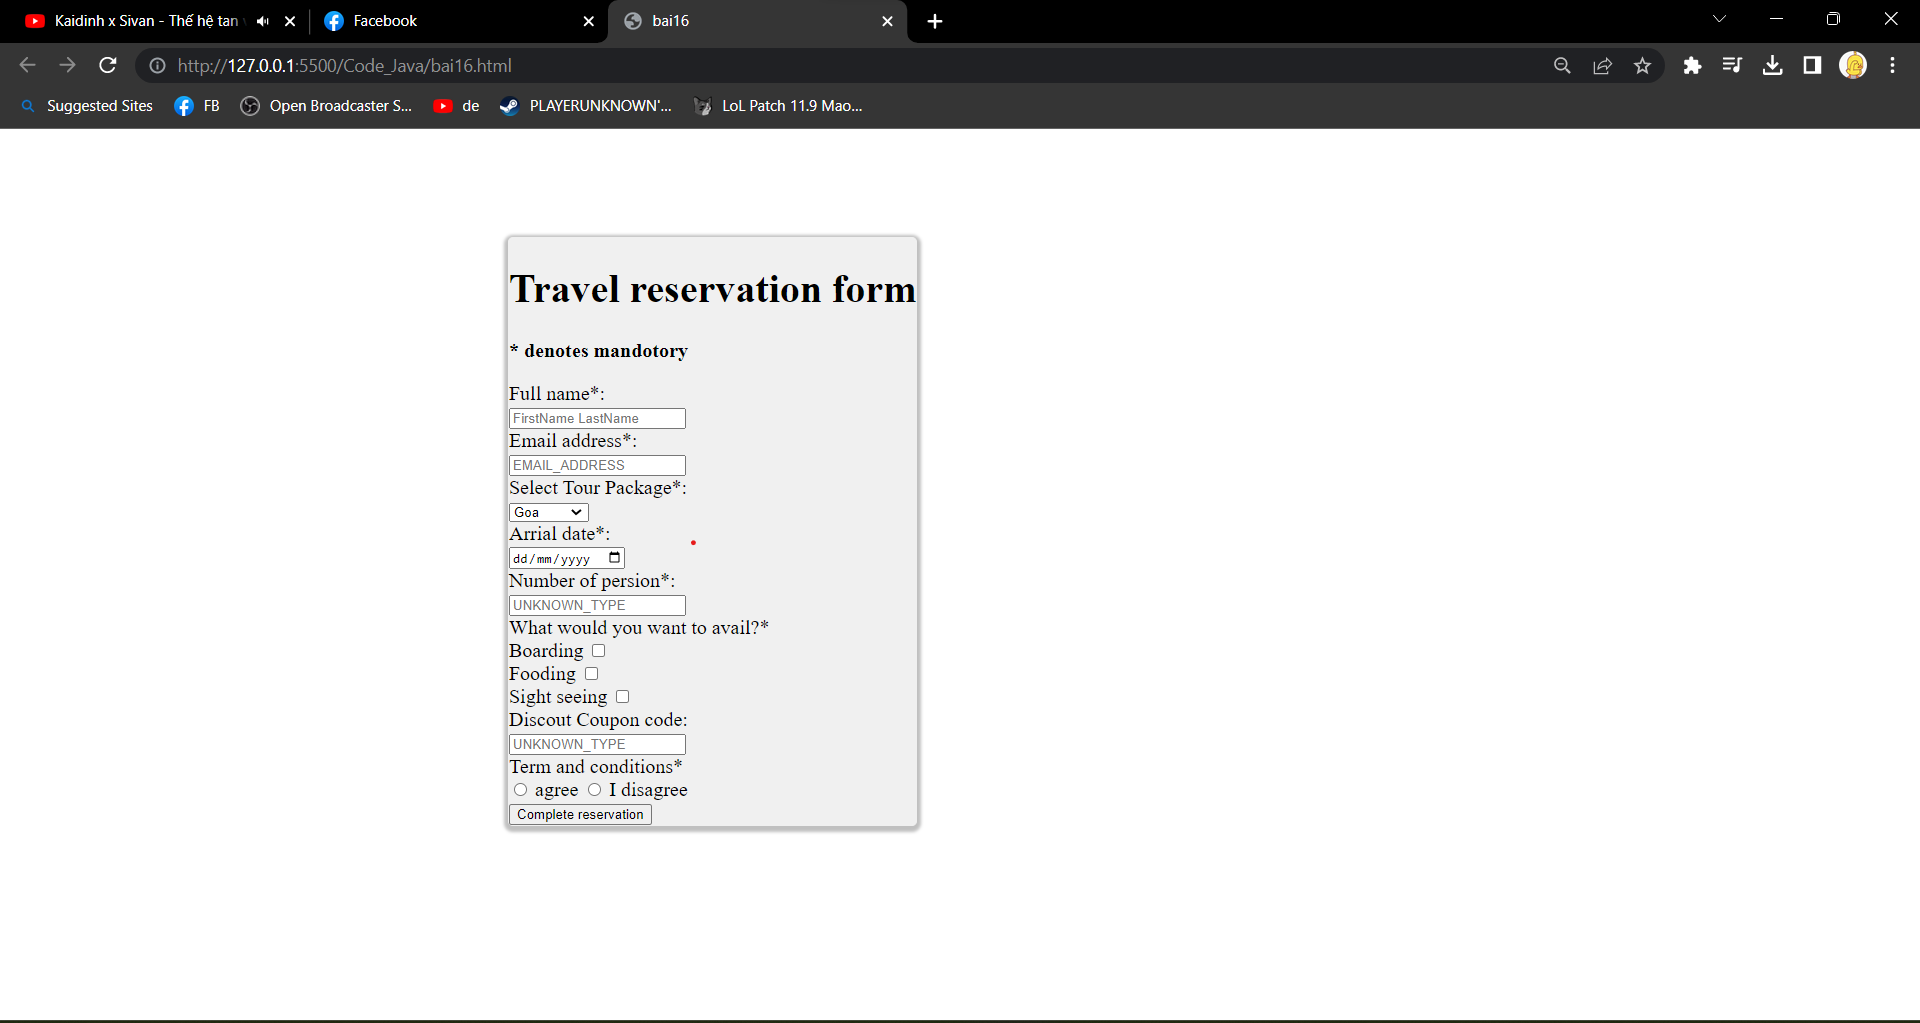 Kaidinh x Sivan - Thế hệ tan
Facebook
bai16
http://127.0.0.1:5500/Code_Java/bai16.html
Suggested Sites
FB
Open Broadcaster S...
de
PLAYERUNKNOWN'...
LoL Patch 11.9 Mao...
Travel reservation form
* denotes mandotory
Full name*:
FirstName LastName
Email address*:
EMAIL_ADDRESS
Select Tour Package*:
Goa
Arrial date*:
dd/mm/yyyy
Number of persion*:
UNKNOWN_TYPE
What would you want to avail?*
Boarding
Fooding
Sight seeing
Discout Coupon code:
UNKNOWN_TYPE
Term and conditions*
agree I disagree
Complete reservation